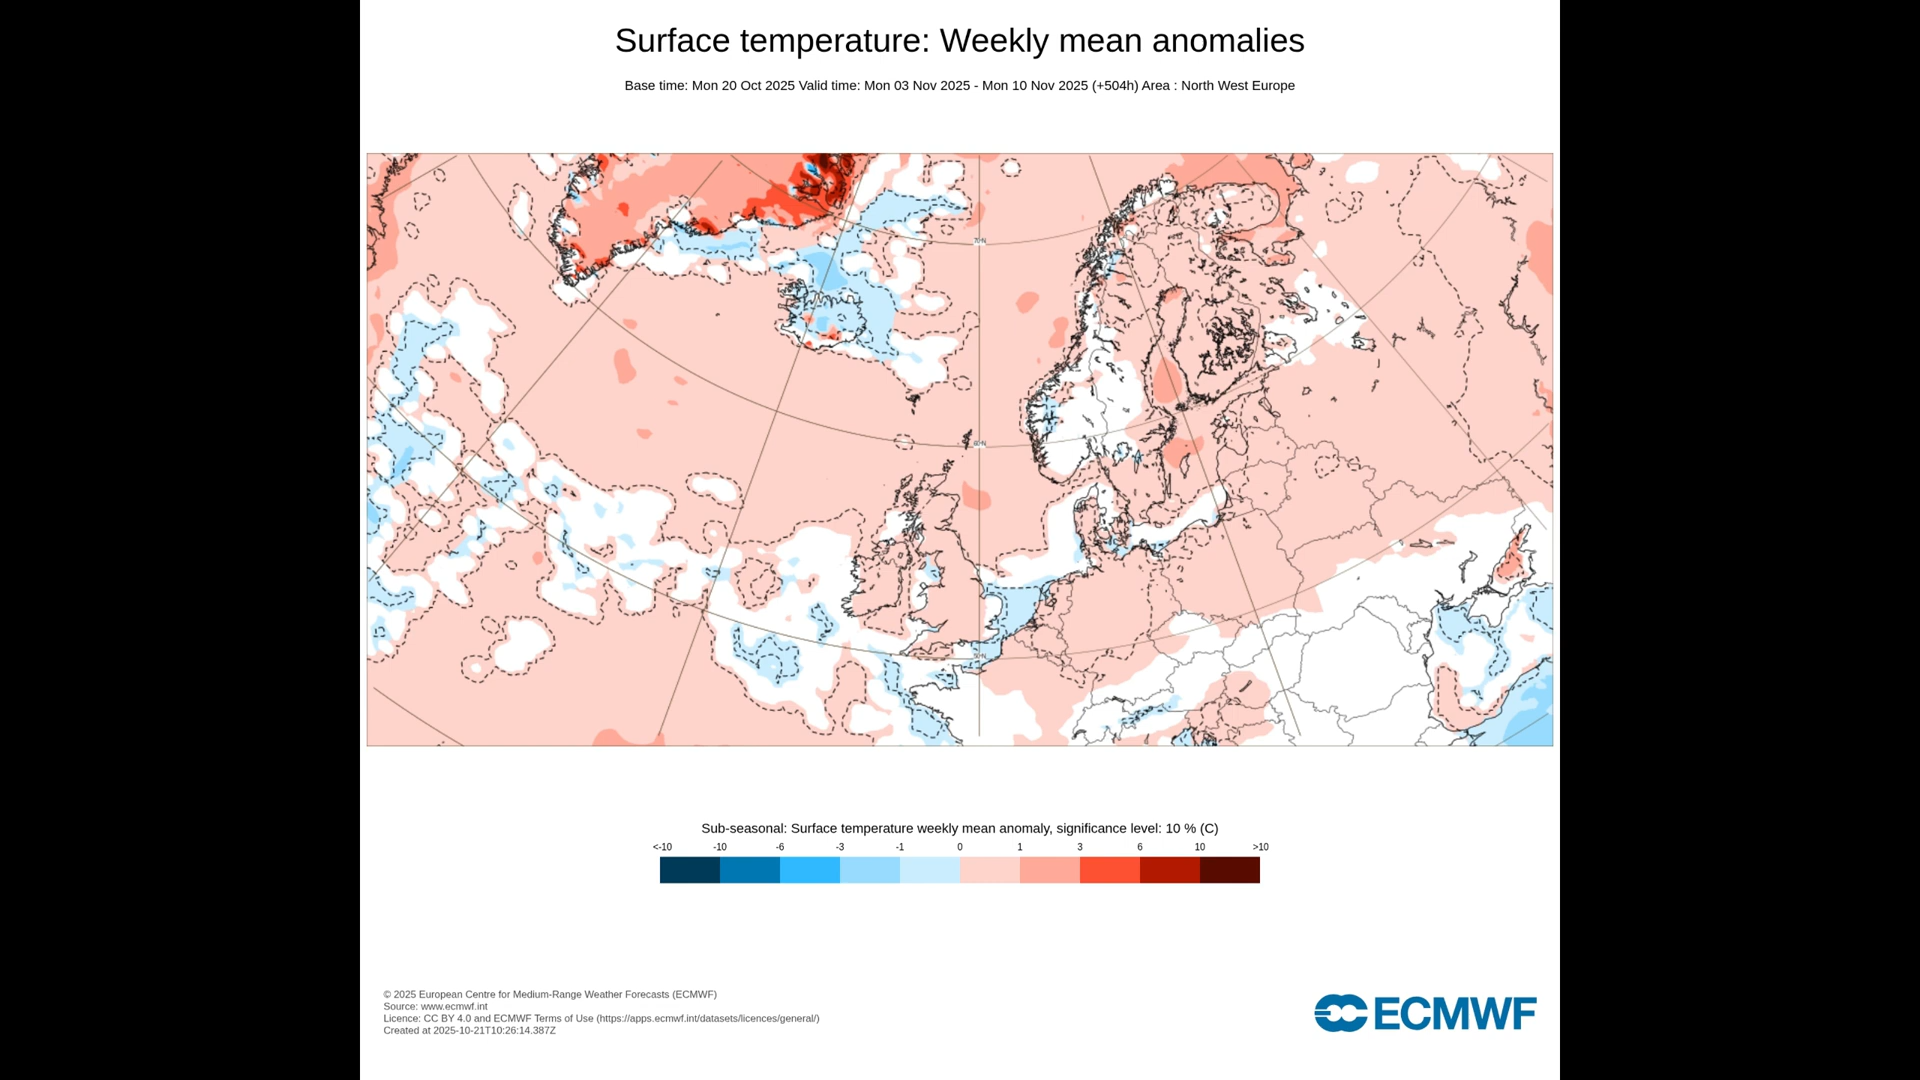 Surface temperature: Weekly mean anomalies
Base time: Mon 20 Oct 2025 Valid time: Mon 03 Nov 2025 - Mon 10 Nov 2025 (+504h) Area : North West Europe
70°N
60°N
50°N
Sub-seasonal: Surface temperature weekly mean anomaly, significance level: 10 % (C)
<-10 -10 -6 -3 -1 0 1 3 6 10 >10
© 2025 European Centre for Medium-Range Weather Forecasts (ECMWF)
Source: www.ecmwf.int
Licence: CC BY 4.0 and ECMWF Terms of Use (https://apps.ecmwf.int/datasets/licences/general/)
Created at 2025-10-21T10:26:14.387Z
ECMWF